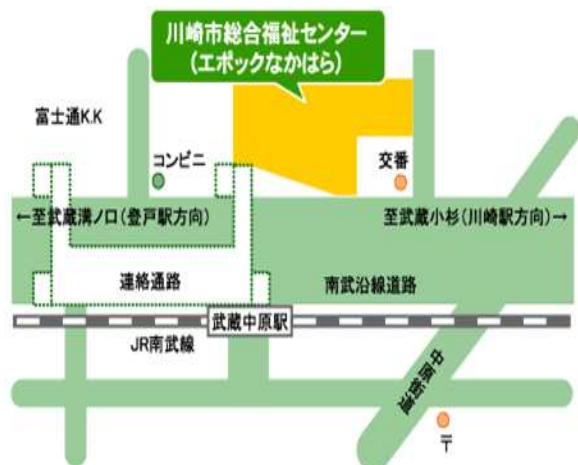 川崎市総合福祉センター
(エポックなかはら)
富士通K.K
コンビニ
交番
←至武蔵溝ノ口(登戸駅方向)
至武蔵小杉(川崎駅方向)→
連絡通路
南武沿線道路
武蔵中原駅
JR南武線
中原街道
〒